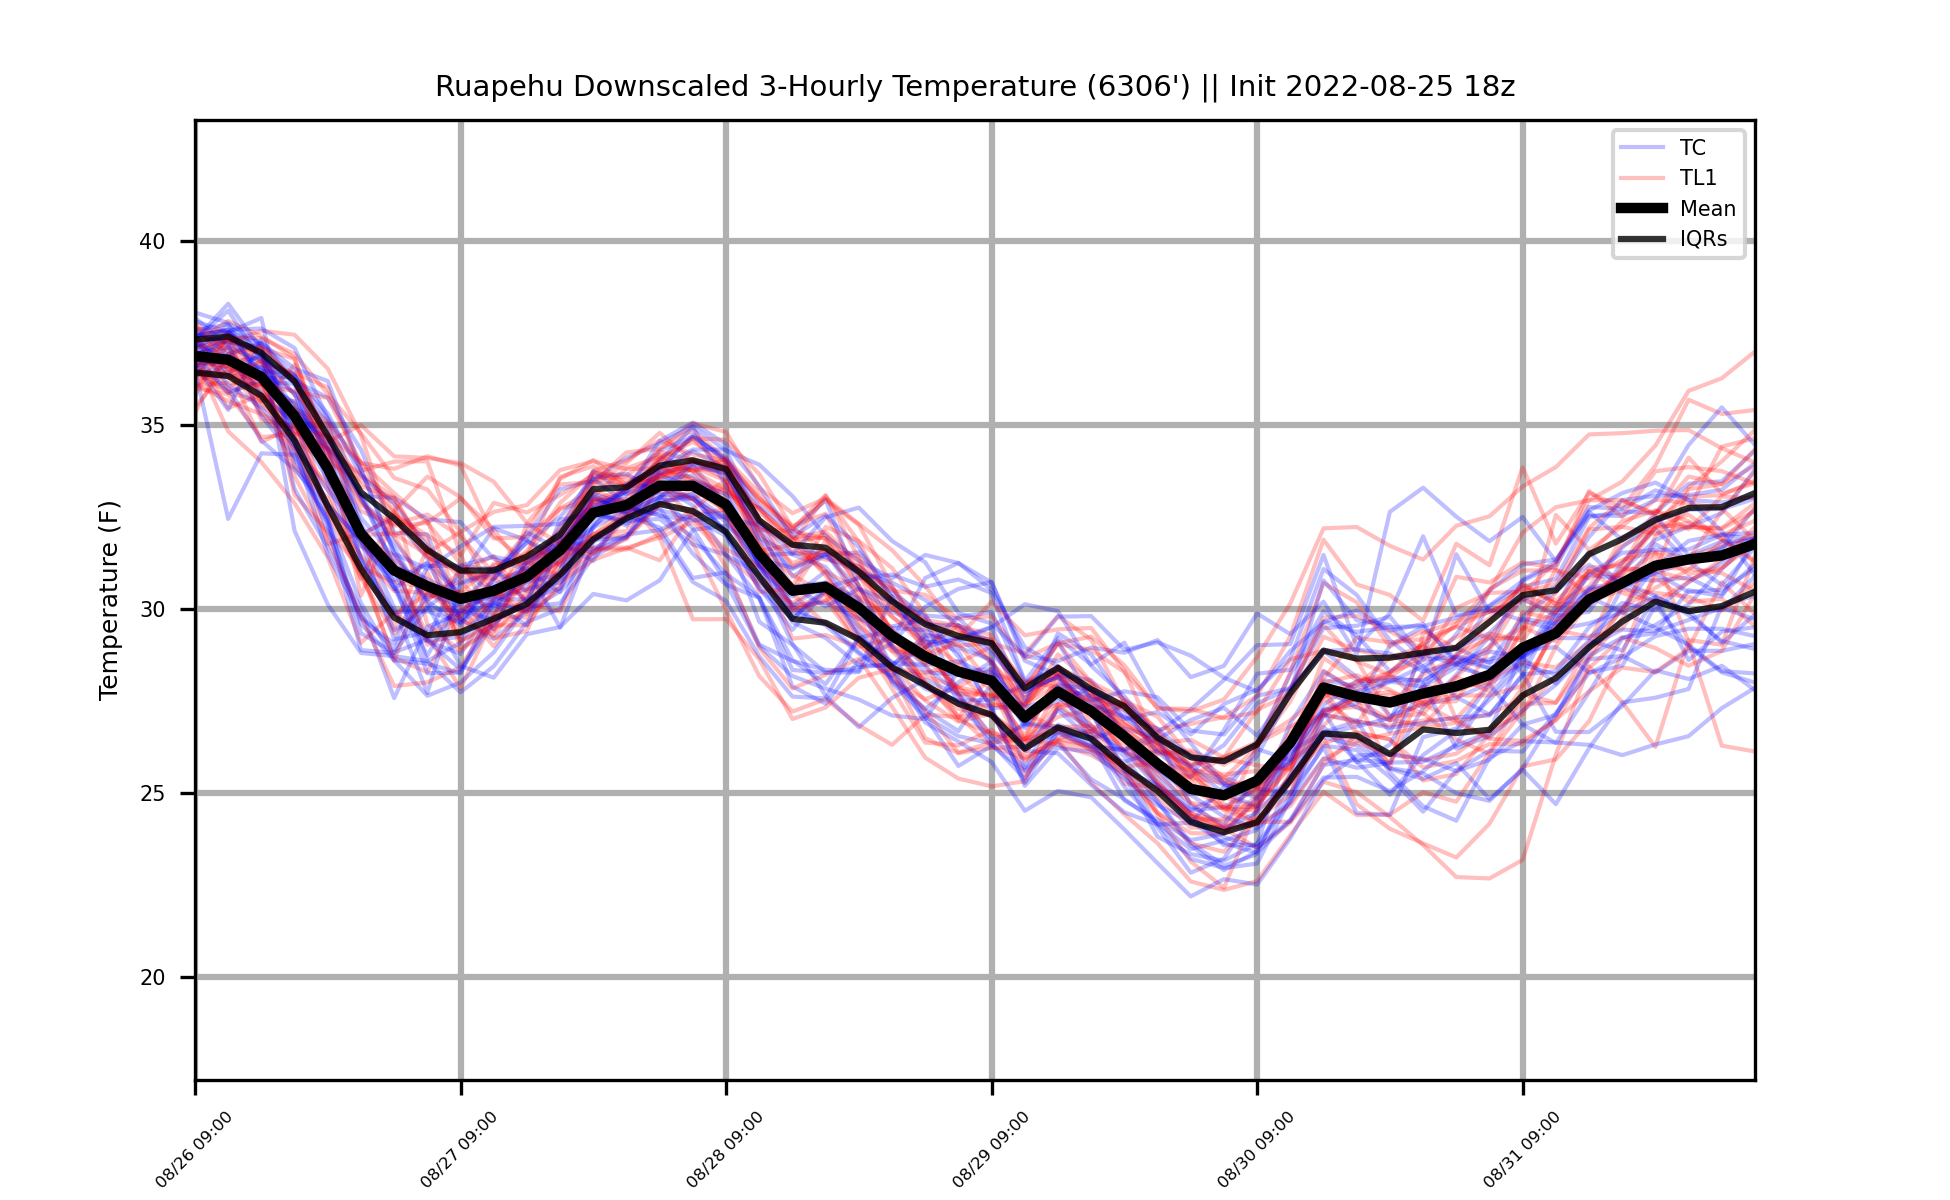 Ruapehu Downscaled 3-Hourly Temperature (6306') || Init 2022-08-25 18z
TC
TL1
Mean
IQRs
Temperature (F)
40
35
30
25
20
08/26 09:00
08/27 09:00
08/28 09:00
08/29 09:00
08/30 09:00
08/31 09:00